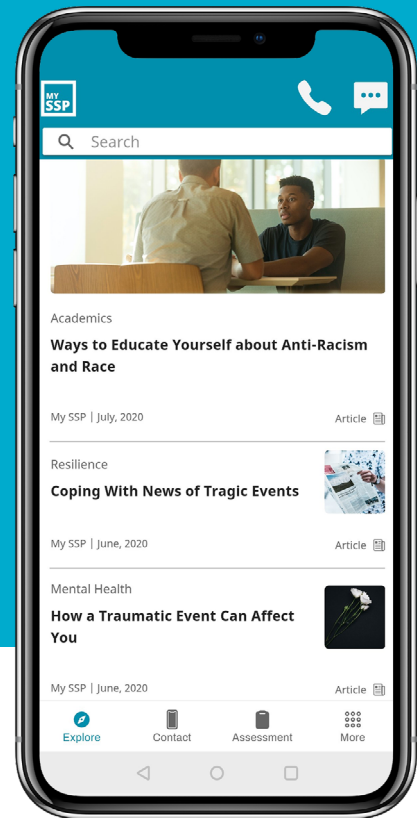 MY
SSP
Search
Academics
Ways to Educate Yourself about Anti-Racism
and Race
My SSP | July, 2020
Article
Resilience
Coping With News of Tragic Events
My SSP | June, 2020
Article
Mental Health
How a Traumatic Event Can Affect
You
My SSP | June, 2020
Article
Explore
Contact
Assessment
More